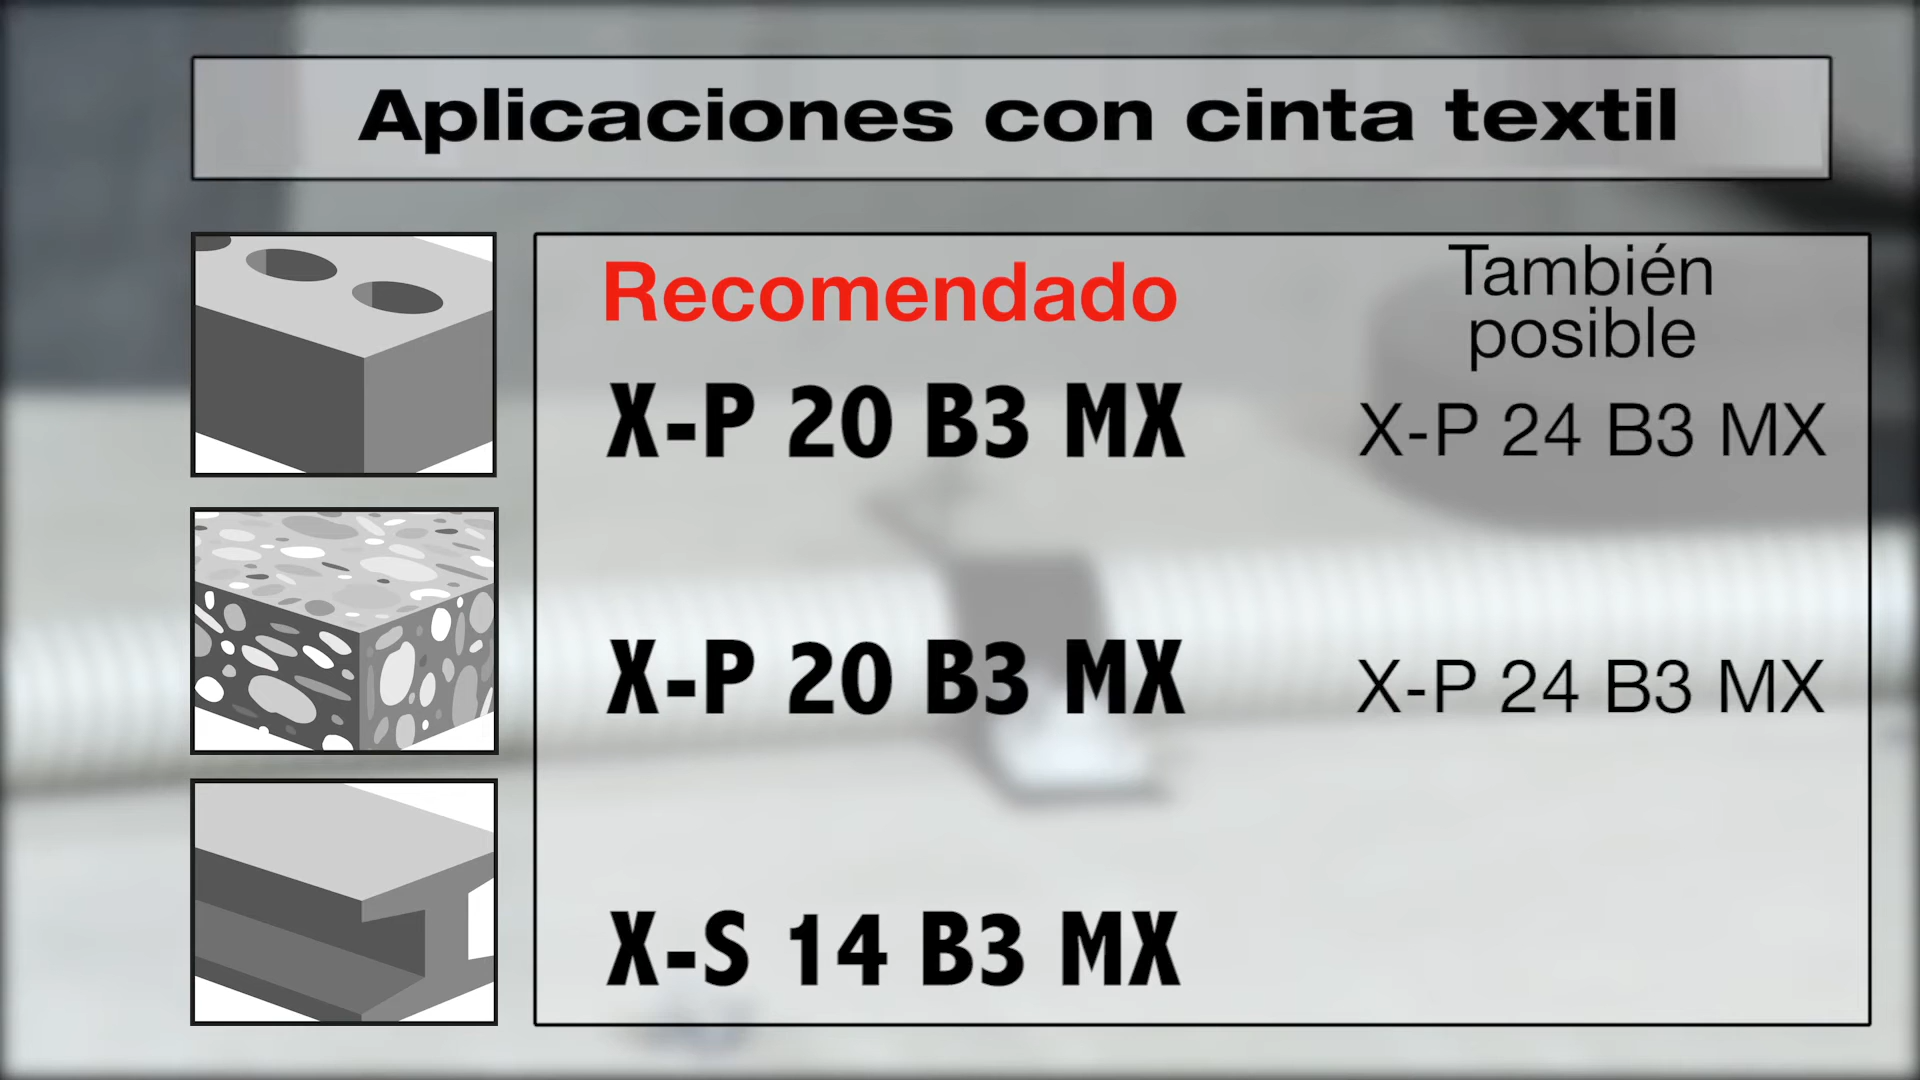 Aplicaciones con cinta textil
Recomendado
También
posible
X-P 20 B3 MX
X-P 24 B3 MX
X-P 20 B3 MX
X-P 24 B3 MX
X-S 14 B3 MX